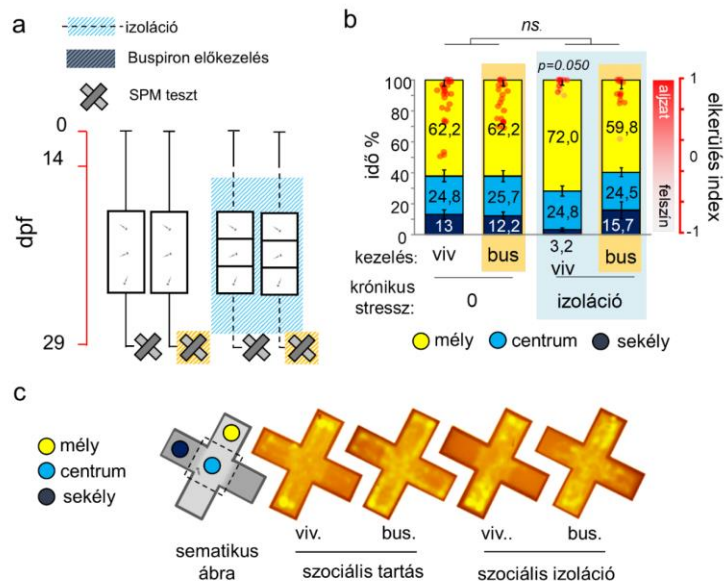 a
izoláció
Buspiron előkezelés
SPM teszt
0
14
dpf
29
b
ns.
p=0.050
100
80
60
40
20
0
idő %
62,2
62,2
72,0
59,8
24,8
25,7
24,8
24,5
13
12,2
3,2
15,7
1
0
-1
aljzat
felszín
elkerülés index
kezelés:
viv
bus
viv
bus
krónikus
stressz:
0
izoláció
mély
centrum
sekély
c
mély
centrum
sekély
sematikus
ábra
viv.
bus.
viv..
bus.
szociális tartás
szociális izoláció